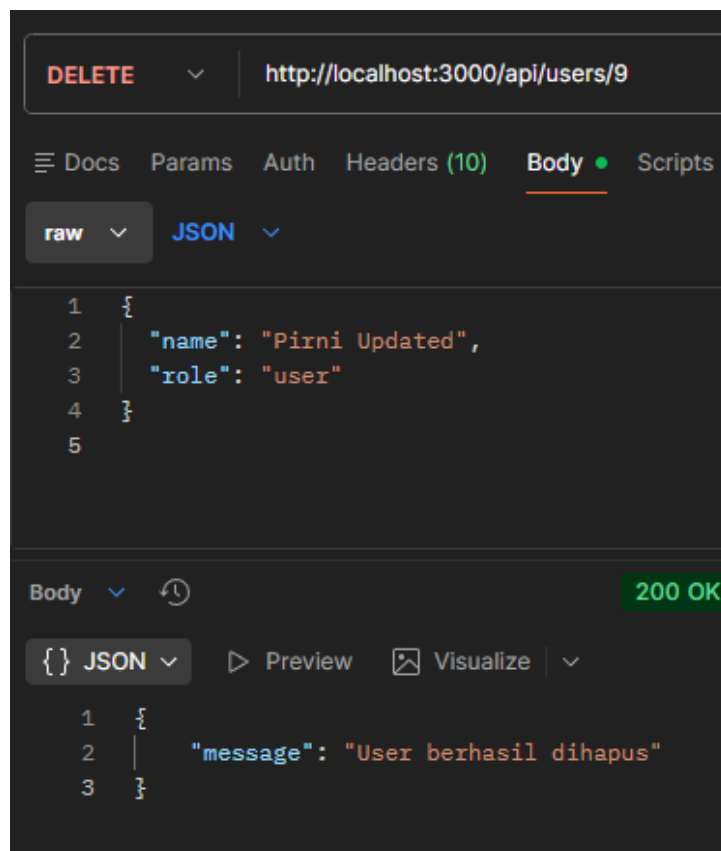 DELETE http://localhost:3000/api/users/9
Docs Params Auth Headers (10) Body Scripts
raw JSON
1 {
2 "name": "Pirni Updated",
3 "role": "user"
4 }
5
Body 200 OK
{} JSON Preview Visualize
1 {
2 "message": "User berhasil dihapus"
3 }